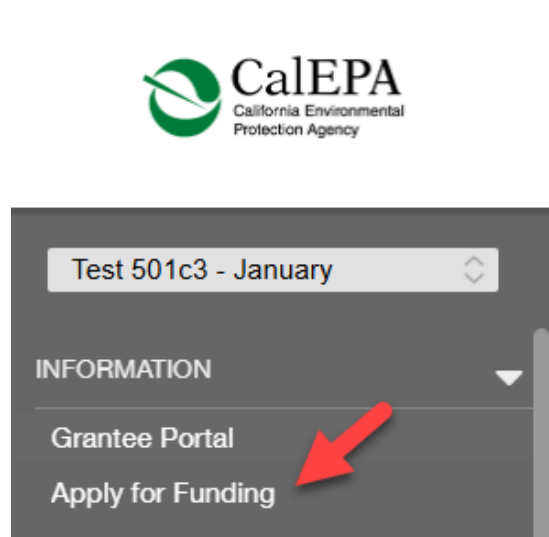 CalEPA
California Environmental
Protection Agency
Test 501c3 - January
INFORMATION
Grantee Portal
Apply for Funding